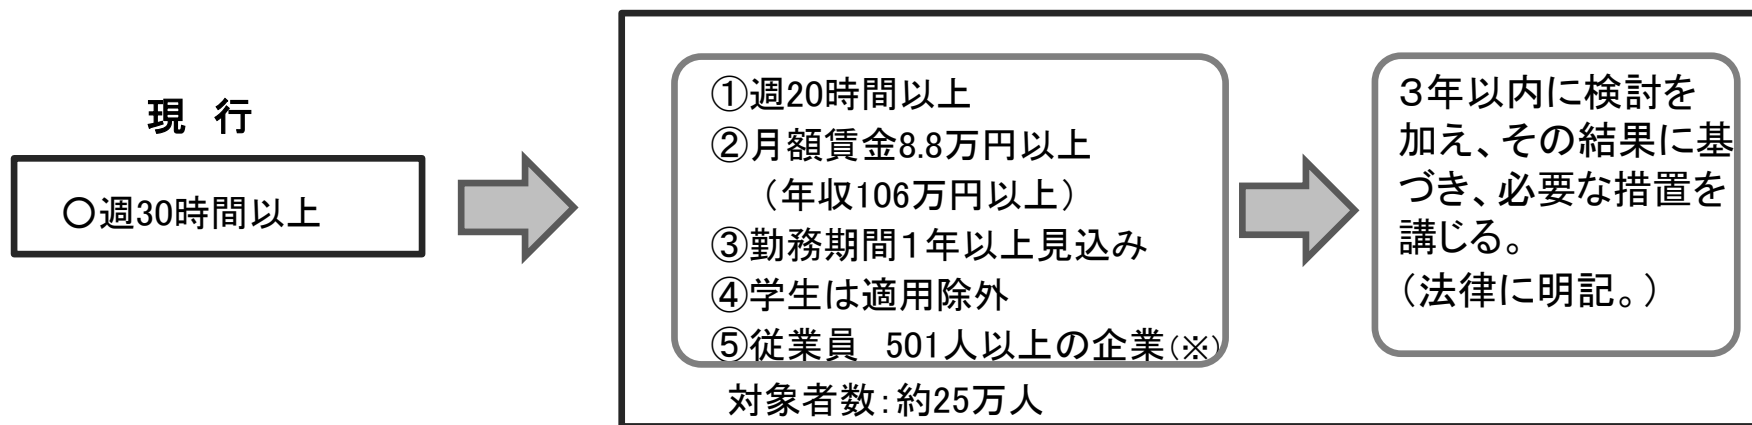 現 行
○週30時間以上
①週20時間以上
②月額賃金8.8万円以上
（年収106万円以上）
③勤務期間１年以上見込み
④学生は適用除外
⑤従業員 501人以上の企業(※)
対象者数：約25万人
３年以内に検討を
加え、その結果に基
づき、必要な措置を
講じる。
（法律に明記。）